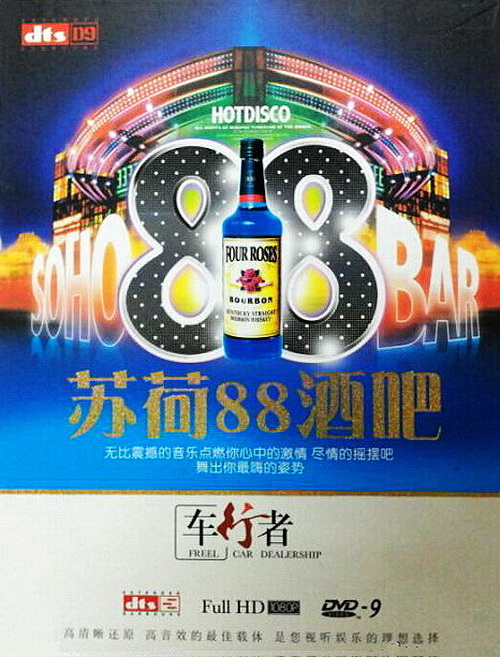 dts D9
HOTDISCO
SOHO 88 BAR
FOUR ROSES
BOURBON
KENTUCKY STRAIGHT
BOURBON WHISKEY
苏荷88酒吧
无比震撼的音乐点燃你心中的激情 尽情的摇摆吧
舞出你最嗨的姿势
车行者
FREEL CAR DEALERSHIP
dts Full HD 1080P DVD-9
高清晰还原 高音效的最佳载体 是您视听娱乐的理想选择